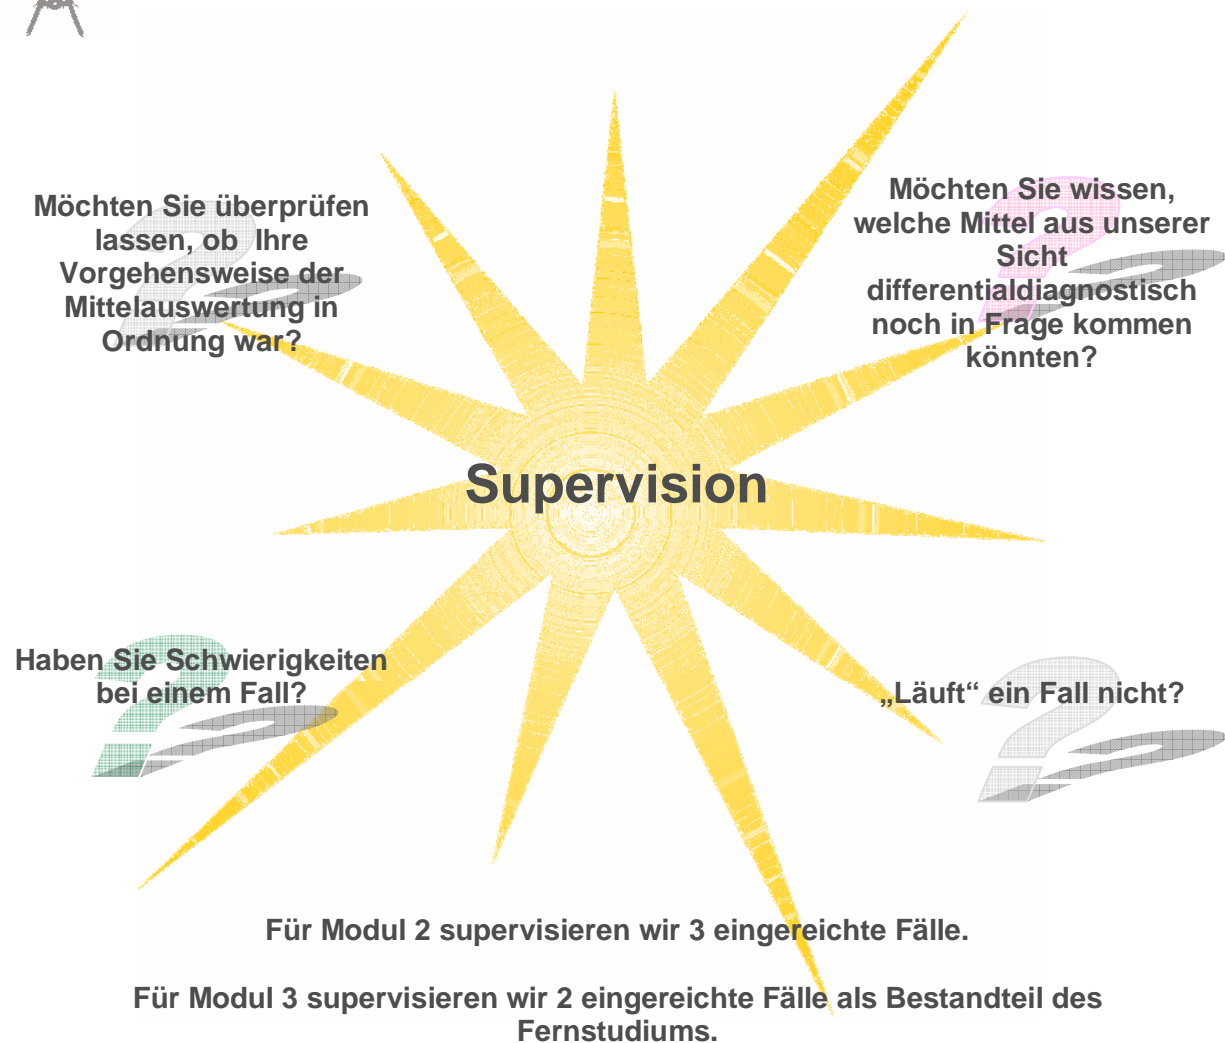 Möchten Sie überprüfen
lassen, ob Ihre
Vorgehensweise der
Mittelauswertung in
Ordnung war?
Möchten Sie wissen,
welche Mittel aus unserer
Sicht
differentialdiagnostisch
noch in Frage kommen
könnten?
Supervision
Haben Sie Schwierigkeiten
bei einem Fall?
„Läuft“ ein Fall nicht?
Für Modul 2 supervisieren wir 3 eingereichte Fälle.
Für Modul 3 supervisieren wir 2 eingereichte Fälle als Bestandteil des
Fernstudiums.